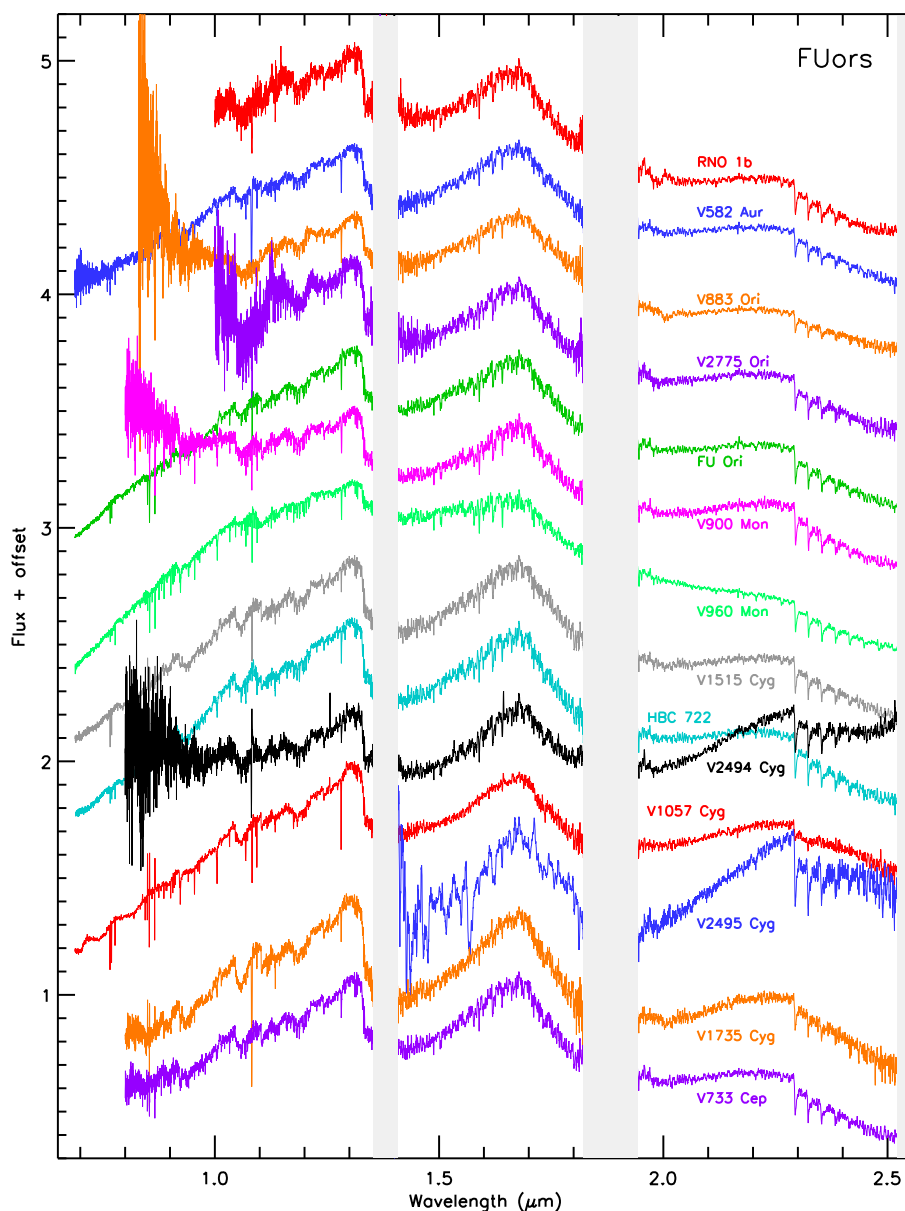 FUors
5
4
3
2
1
Flux + offset
RNO 1b
V582 Aur
V883 Ori
V2775 Ori
FU Ori
V900 Mon
V960 Mon
V1515 Cyg
HBC 722
V2494 Cyg
V1057 Cyg
V2495 Cyg
V1735 Cyg
V733 Cep
1.0 1.5 2.0 2.5
Wavelength (μm)